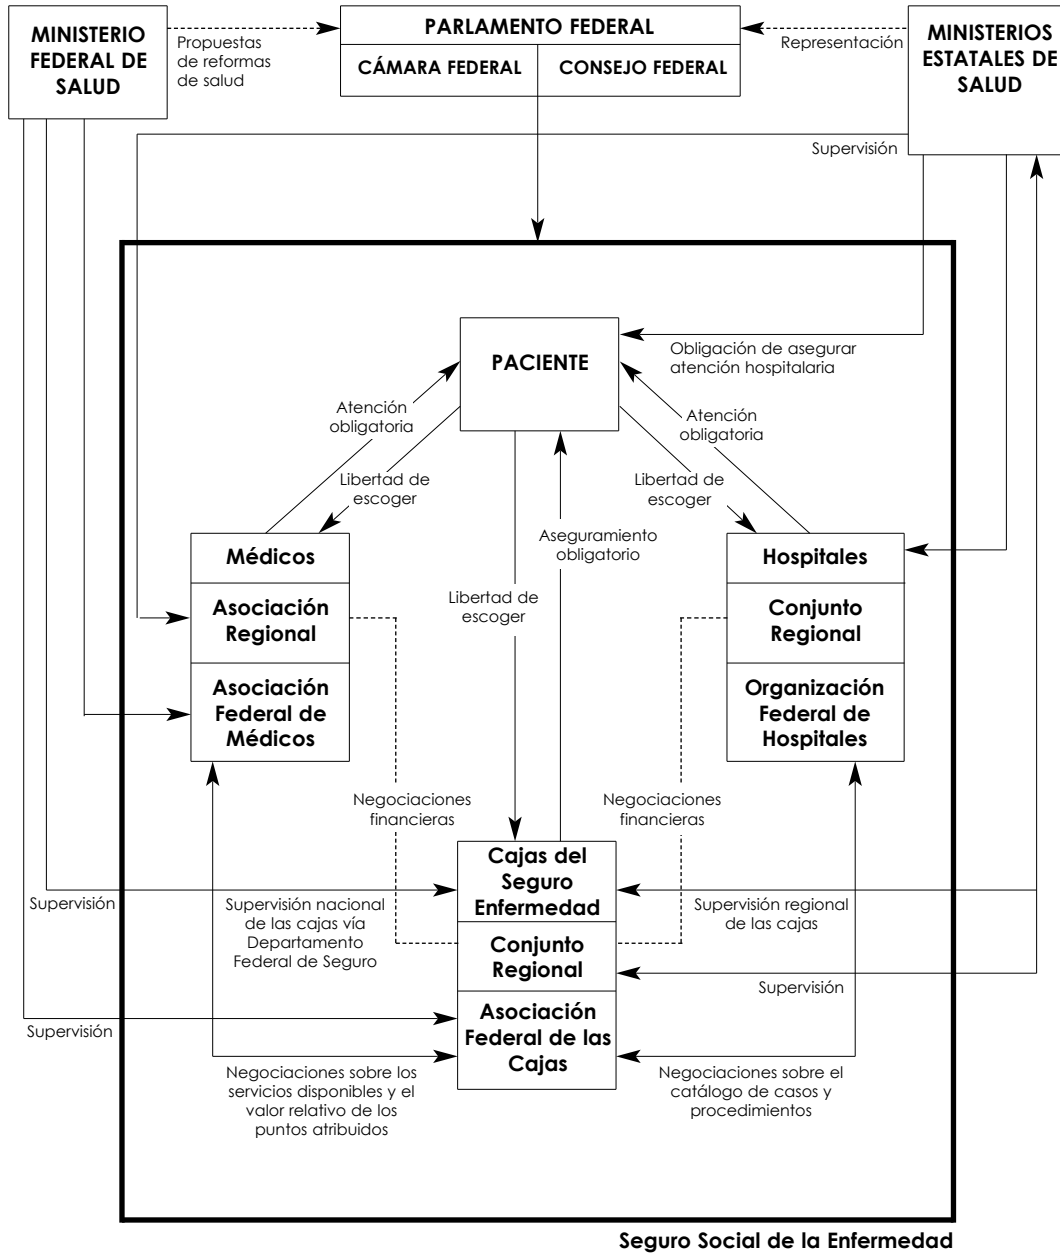 MINISTERIO
FEDERAL DE
SALUD
Propuestas
de reformas
de salud
PARLAMENTO FEDERAL
CÁMARA FEDERAL
CONSEJO FEDERAL
Representación
MINISTERIOS
ESTATALES DE
SALUD
Supervisión
PACIENTE
Obligación de asegurar
atención hospitalaria
Atención
obligatoria
Atención
obligatoria
Libertad de
escoger
Libertad de
escoger
Aseguramiento
obligatorio
Libertad de
escoger
Médicos
Asociación
Regional
Asociación
Federal de
Médicos
Hospitales
Conjunto
Regional
Organización
Federal de
Hospitales
Negociaciones
financieras
Negociaciones
financieras
Cajas del
Seguro
Enfermedad
Conjunto
Regional
Asociación
Federal de las
Cajas
Supervisión
Supervisión nacional
de las cajas vía
Departamento
Federal de Seguro
Supervisión regional
de las cajas
Supervisión
Supervisión
Negociaciones sobre los
servicios disponibles y el
valor relativo de los
puntos atribuidos
Negociaciones sobre el
catálogo de casos y
procedimientos
Seguro Social de la Enfermedad